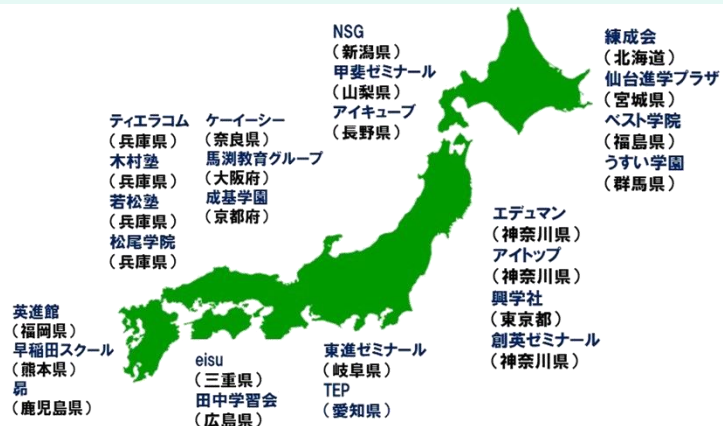 NSG
(新潟県)
甲斐ゼミナール
(山梨県)
アイキューブ
(長野県)
練成会
(北海道)
仙台進学プラザ
(宮城県)
ベスト学院
(福島県)
うすい学園
(群馬県)
ティエラコム
(兵庫県)
木村塾
(兵庫県)
若松塾
(兵庫県)
松尾学院
(兵庫県)
ケーイーシー
(奈良県)
馬渕教育グループ
(大阪府)
成基学園
(京都府)
エデュマン
(神奈川県)
アイトップ
(神奈川県)
興学社
(東京都)
創英ゼミナール
(神奈川県)
英進館
(福岡県)
早稲田スクール
(熊本県)
昴
(鹿児島県)
eisu
(三重県)
田中学習会
(広島県)
東進ゼミナール
(岐阜県)
TEP
(愛知県)